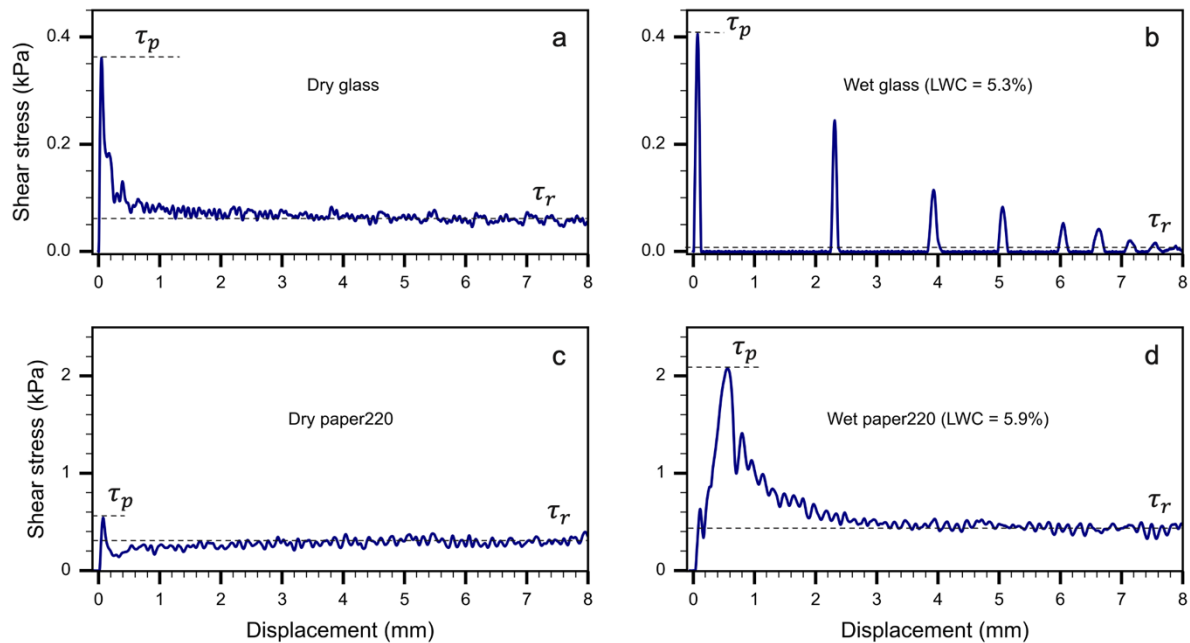 Shear stress (kPa)
0.4
0.2
0.0
τp
a
Dry glass
τr
0 1 2 3 4 5 6 7 8
0.4
0.2
0.0
τp
b
Wet glass (LWC = 5.3%)
τr
0 1 2 3 4 5 6 7 8
Shear stress (kPa)
2
1
0
c
Dry paper220
τp
τr
0 1 2 3 4 5 6 7 8
Displacement (mm)
2
1
0
τp
d
Wet paper220 (LWC = 5.9%)
τr
0 1 2 3 4 5 6 7 8
Displacement (mm)